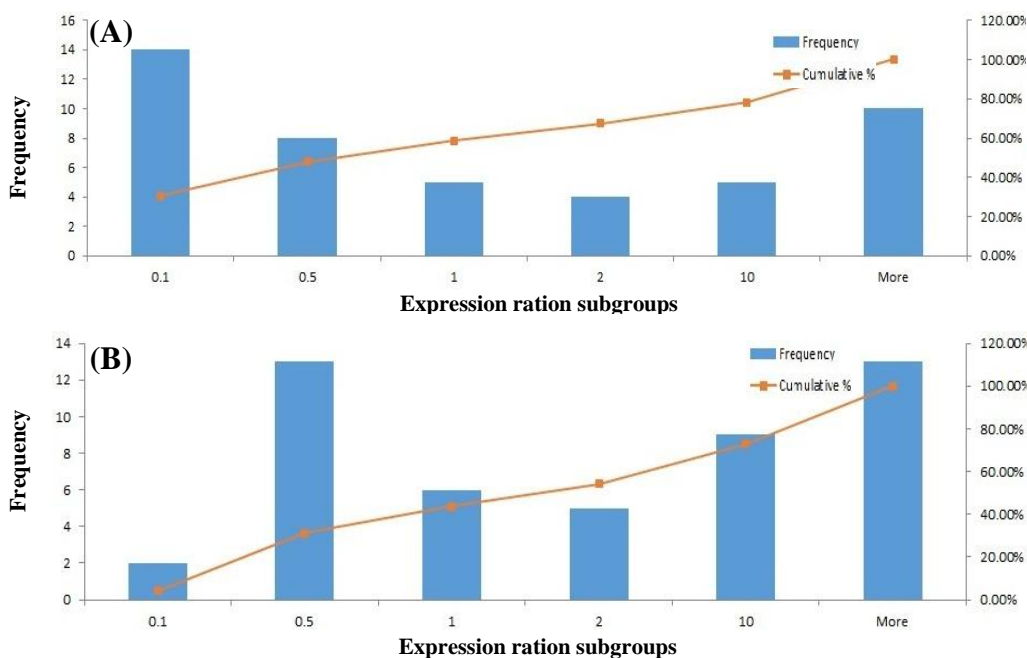 (A)
Frequency
16
14
12
10
8
6
4
2
0
120.00%
100.00%
80.00%
60.00%
40.00%
20.00%
0.00%
Frequency
Cumulative %
0.1 0.5 1 2 10 More
Expression ration subgroups
(B)
Frequency
14
12
10
8
6
4
2
0
120.00%
100.00%
80.00%
60.00%
40.00%
20.00%
0.00%
Frequency
Cumulative %
0.1 0.5 1 2 10 More
Expression ration subgroups